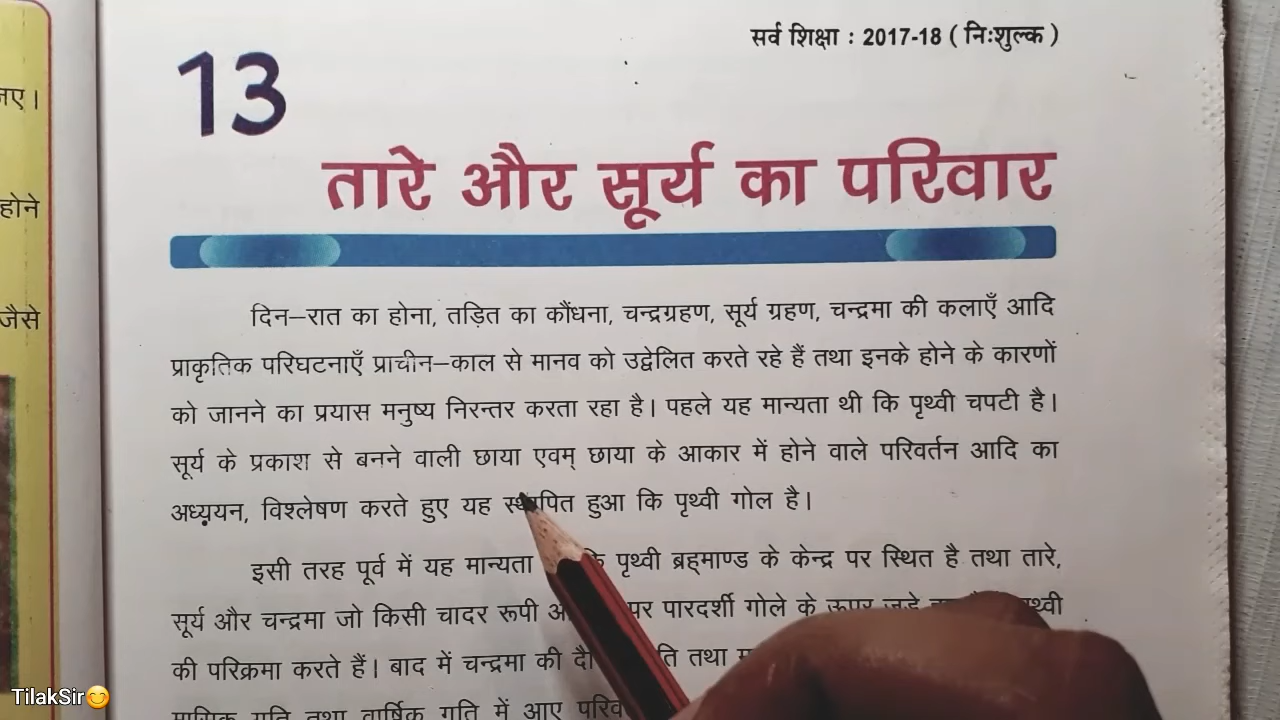 सर्व शिक्षा : 2017-18 ( निःशुल्क )
13
तारे और सूर्य का परिवार
दिन–रात का होना, तड़ित का कौंधना, चन्द्रग्रहण, सूर्य ग्रहण, चन्द्रमा की कलाएँ आदि
प्राकृतिक परिघटनाएँ प्राचीन–काल से मानव को उद्वेलित करते रहे हैं तथा इनके होने के कारणों
को जानने का प्रयास मनुष्य निरन्तर करता रहा है। पहले यह मान्यता थी कि पृथ्वी चपटी है।
सूर्य के प्रकाश से बनने वाली छाया एवम् छाया के आकार में होने वाले परिवर्तन आदि का
अध्ययन, विश्लेषण करते हुए यह स्थापित हुआ कि पृथ्वी गोल है।
इसी तरह पूर्व में यह मान्यता कि पृथ्वी ब्रह्माण्ड के केन्द्र पर स्थित है तथा तारे,
सूर्य और चन्द्रमा जो किसी चादर रूपी पर पारदर्शी गोले के ऊपर जड़े पृथ्वी
की परिक्रमा करते हैं। बाद में चन्द्रमा की तथा
मासिक गति तथा वार्षिक गति में आए
जैसे
होने
TilakSir😊